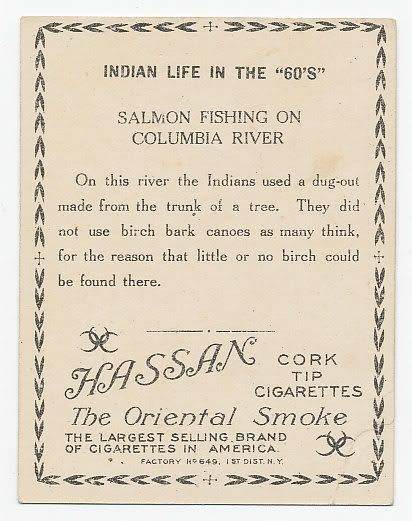 INDIAN LIFE IN THE "60'S"
SALMON FISHING ON
COLUMBIA RIVER
On this river the Indians used a dug-out
made from the trunk of a tree. They did
not use birch bark canoes as many think,
for the reason that little or no birch could
be found there.
HASSAN
CORK
TIP
CIGARETTES
The Oriental Smoke
THE LARGEST SELLING BRAND
OF CIGARETTES IN AMERICA.
FACTORY No 649, 1ST DIST. N.Y.